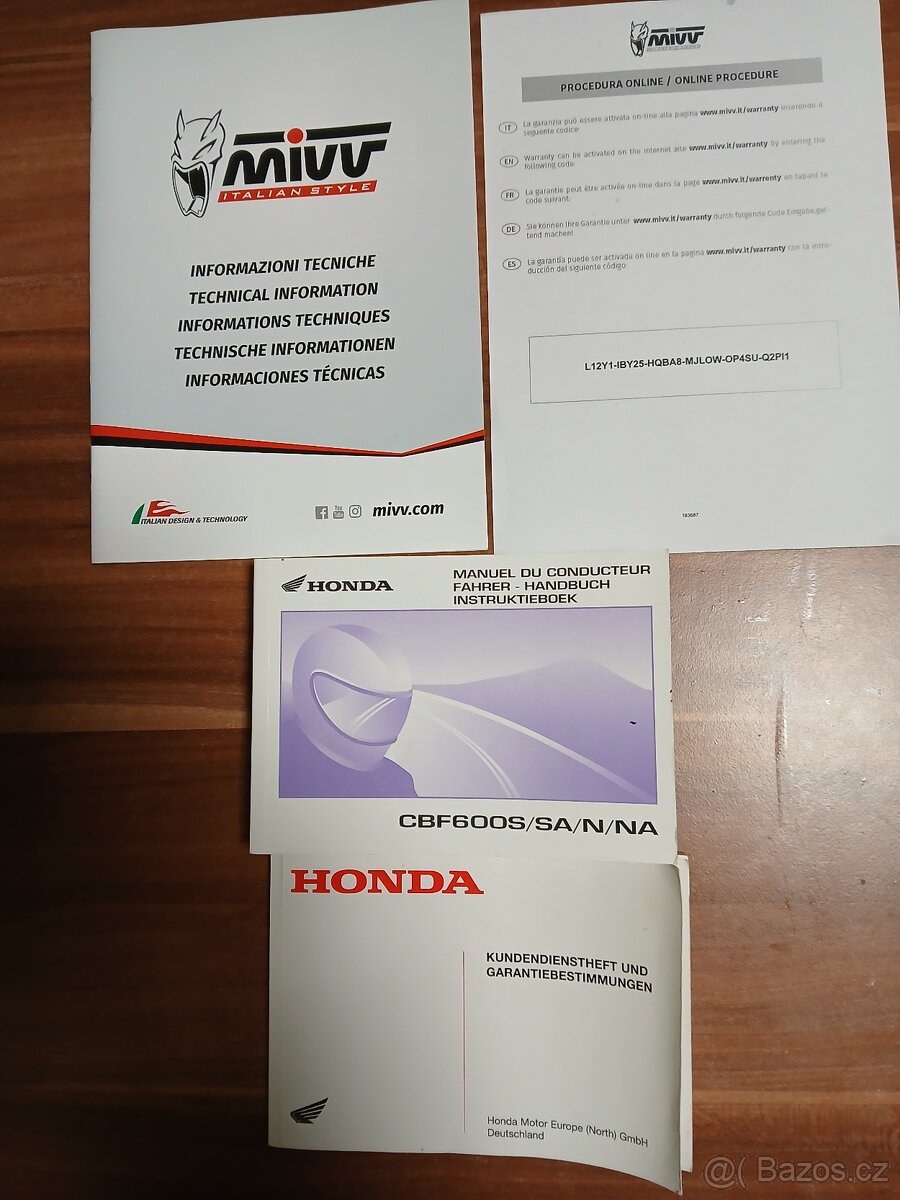 mivv
ITALIAN STYLE
INFORMAZIONI TECNICHE
TECHNICAL INFORMATION
INFORMATIONS TECHNIQUES
TECHNISCHE INFORMATIONEN
INFORMACIONES TÉCNICAS
ITALIAN DESIGN & TECHNOLOGY
You Tube
mivv.com
mivv
ITALIAN STYLE
PROCEDURA ONLINE / ONLINE PROCEDURE
IT La garanzia può essere attivata on-line alla pagina www.mivv.it/warranty inserendo il
seguente codice:
EN Warranty can be activated on the internet site www.mivv.it/warranty by entering the
following code:
FR La garantie peut être activée on-line dans la page www.mivv.it/warrenty en tapant le
code suivant:
DE Sie können Ihre Garantie unter www.mivv.it/warranty durch folgende Code Eingabe,gel-
tend machen!
ES La garantía puede ser activada on line en la pagina www.mivv.it/warranty con la intro-
ducción del siguiente código:
L12Y1-IBY25-HQBA8-MJLOW-OP4SU-Q2PI1
163687
HONDA
MANUEL DU CONDUCTEUR
FAHRER - HANDBUCH
INSTRUKTIEBOEK
CBF600S/SA/N/NA
HONDA
KUNDENDIENSTHEFT UND
GARANTIEBESTIMMUNGEN
Honda Motor Europe (North) GmbH
Deutschland
@( Bazos.cz